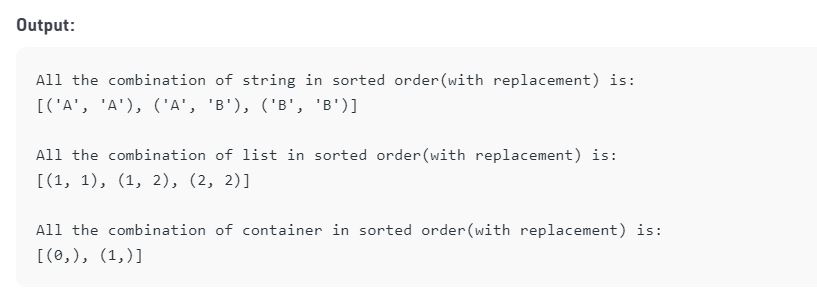 Output:
All the combination of string in sorted order(with replacement) is:
[('A', 'A'), ('A', 'B'), ('B', 'B')]
All the combination of list in sorted order(with replacement) is:
[(1, 1), (1, 2), (2, 2)]
All the combination of container in sorted order(with replacement) is:
[(0,), (1,)]